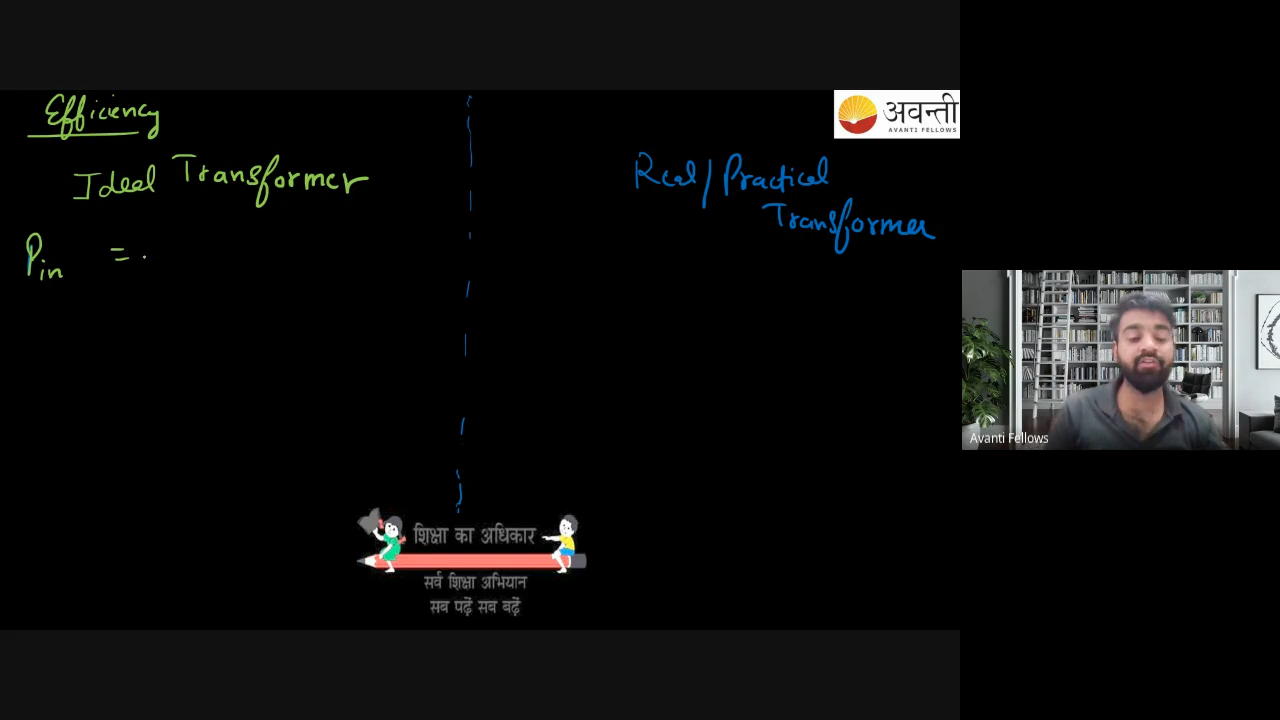 Efficiency
Ideal Transformer
Pin =
अवन्ती
AVANTI FELLOWS
Real/Practical
Transformer
शिक्षा का अधिकार
सर्व शिक्षा अभियान
सब पढ़ें सब बढ़ें
Avanti Fellows